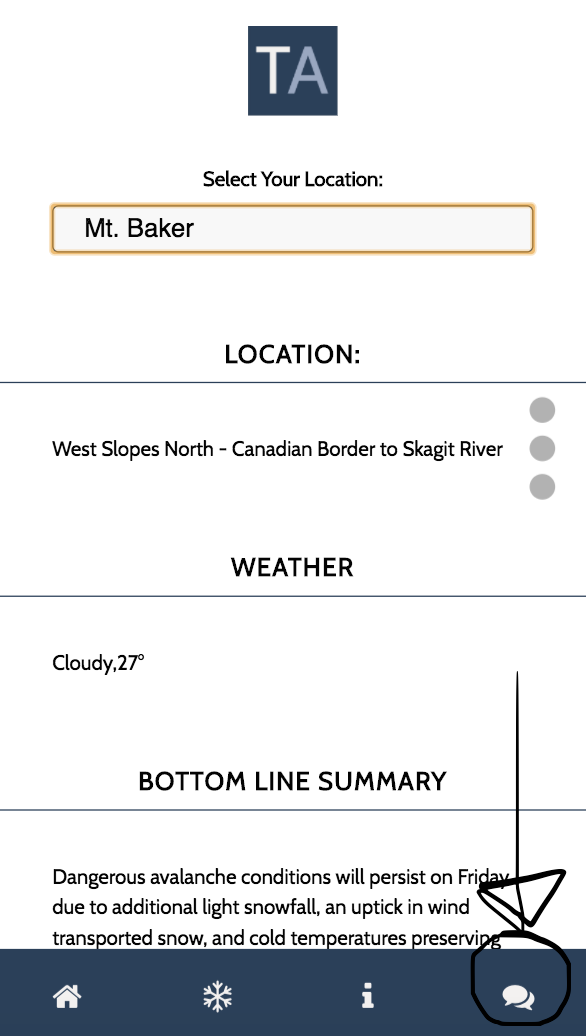 TA
Select Your Location:
Mt. Baker
LOCATION:
West Slopes North - Canadian Border to Skagit River
WEATHER
Cloudy,27°
BOTTOM LINE SUMMARY
Dangerous avalanche conditions will persist on Friday
due to additional light snowfall, an uptick in wind
transported snow, and cold temperatures preserving